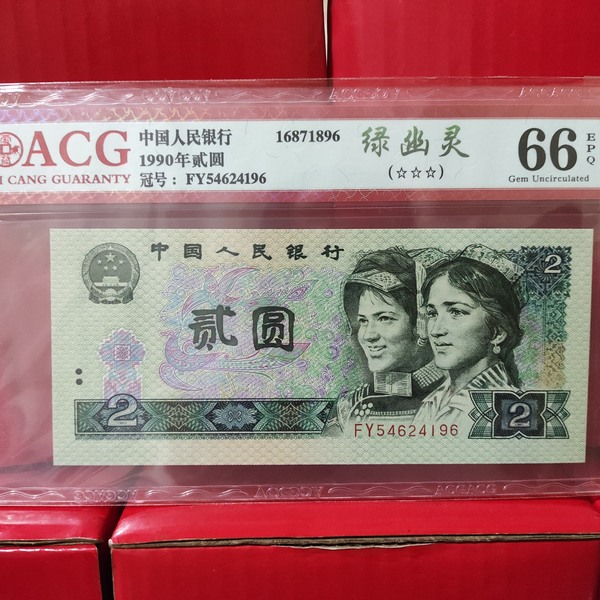 ACG
CANG GUARANTY
中国人民银行
1990年贰圆
冠号：FY54624196
16871896
绿幽灵
(☆☆☆)
66
EPQ
Gem Uncirculated
中国人民银行
2
贰圆
2
FY54624196
2